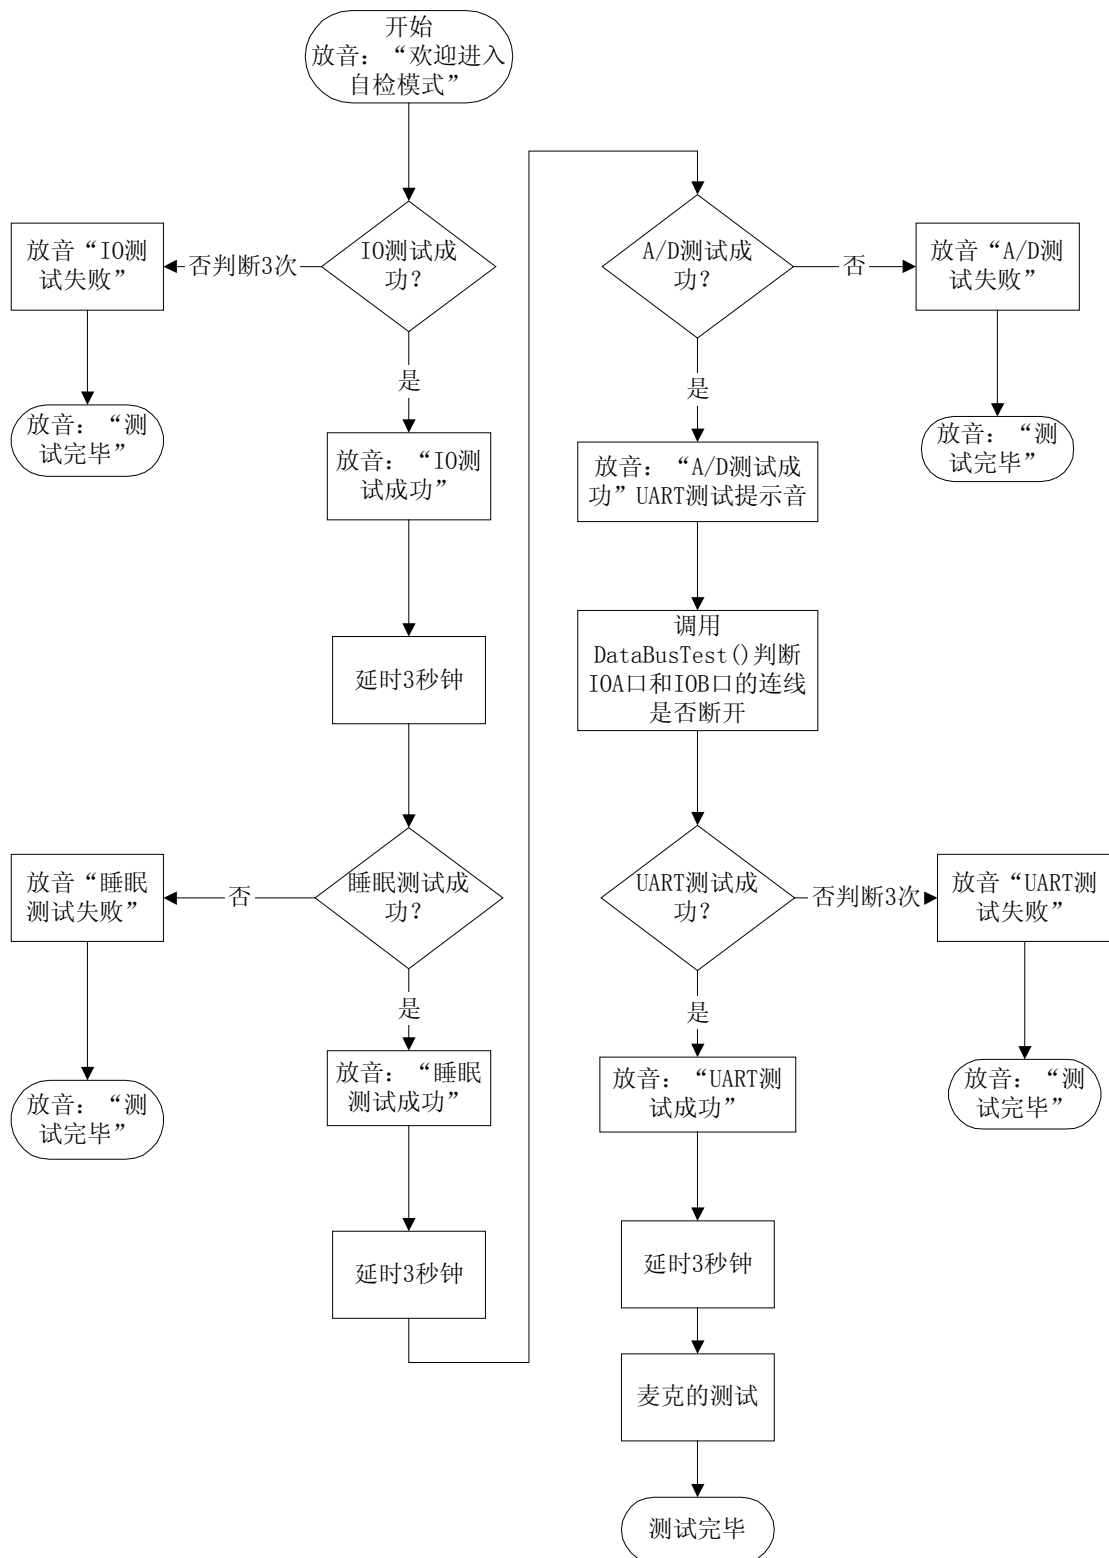 开始
放音：“欢迎进入
自检模式”
IO测试成
功？
否判断3次
放音“IO测
试失败”
放音：“测
试完毕”
是
放音：“IO测
试成功”
延时3秒钟
睡眠测试成
功？
否
放音“睡眠
测试失败”
放音：“测
试完毕”
是
放音：“睡眠
测试成功”
延时3秒钟
A/D测试成
功？
否
放音“A/D测
试失败”
放音：“测
试完毕”
是
放音：“A/D测试成
功”UART测试提示音
调用
DataBusTest()判断
IOA口和IOB口的连线
是否断开
UART测试成
功？
否判断3次
放音“UART测
试失败”
放音：“测
试完毕”
是
放音：“UART测
试成功”
延时3秒钟
麦克的测试
测试完毕